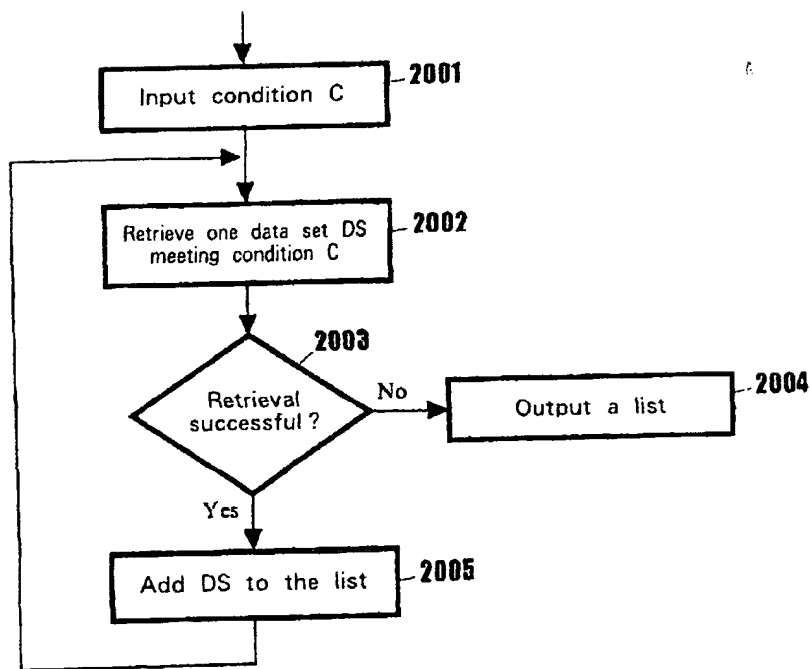 Input condition C
2001
Retrieve one data set DS
meeting condition C
2002
2003
Retrieval
successful ?
No
Output a list
2004
Yes
Add DS to the list
2005